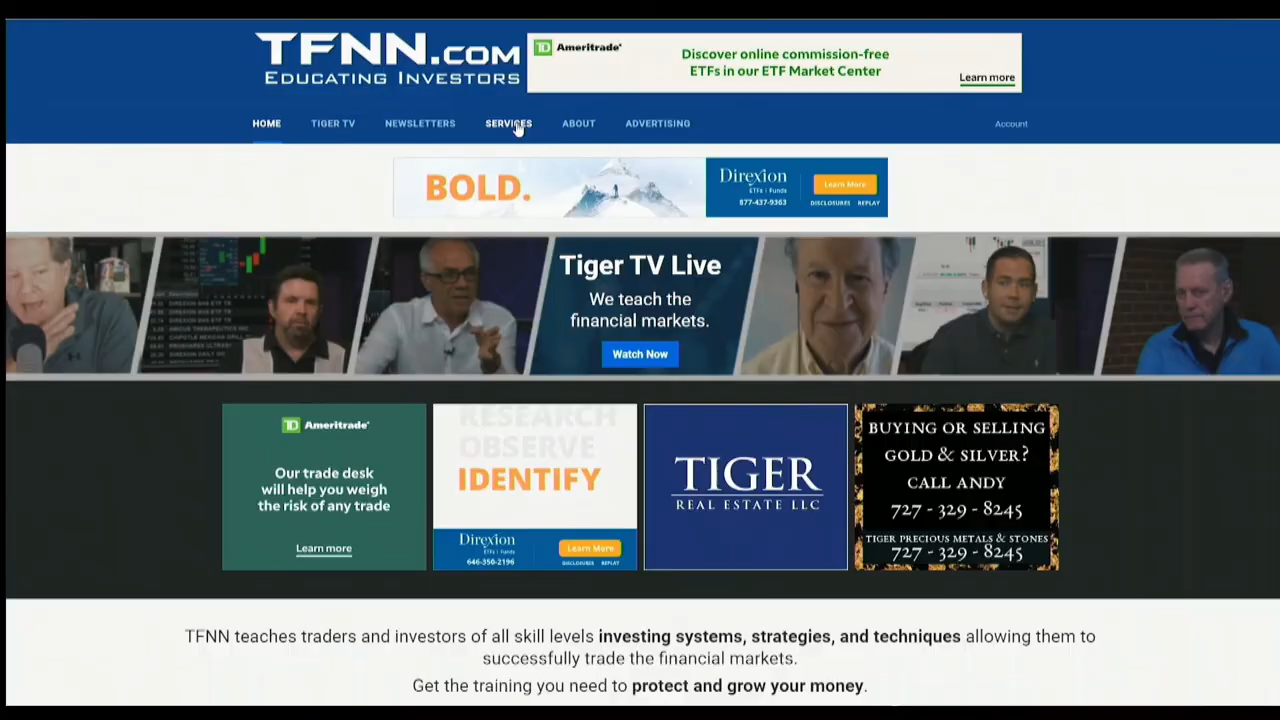 TFNN.COM
EDUCATING INVESTORS
TD Ameritrade
Discover online commission-free
ETFs in our ETF Market Center
Learn more
HOME TIGER TV NEWSLETTERS SERVICES ABOUT ADVERTISING Account
BOLD.
Direxion
ETFs | Funds
877-437-9363
Learn More
DISCLOSURES REPLAY
Tiger TV Live
We teach the
financial markets.
Watch Now
TD Ameritrade
Our trade desk
will help you weigh
the risk of any trade
Learn more
RESEARCH
OBSERVE
IDENTIFY
Direxion
ETFs | Funds
646-350-2196
Learn More
DISCLOSURES REPLAY
TIGER
REAL ESTATE LLC
BUYING OR SELLING
GOLD & SILVER?
CALL ANDY
727 - 329 - 8245
TIGER PRECIOUS METALS & STONES
727 - 329 - 8245
TFNN teaches traders and investors of all skill levels investing systems, strategies, and techniques allowing them to
successfully trade the financial markets.
Get the training you need to protect and grow your money.